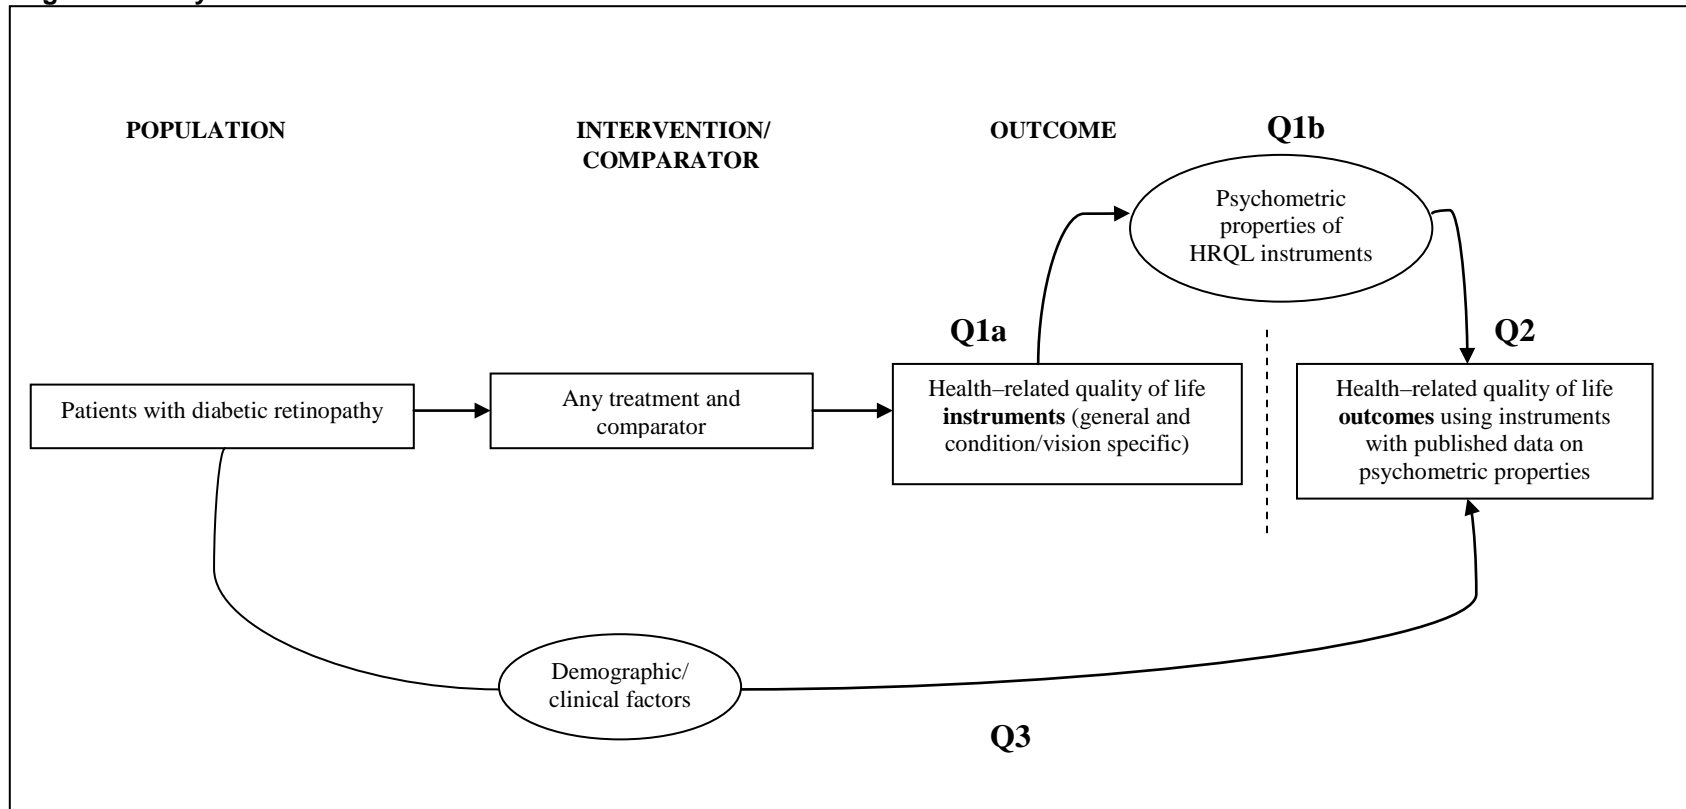 POPULATION
INTERVENTION/
COMPARATOR
OUTCOME
Q1b
Psychometric
properties of
HRQL instruments
Q1a
Q2
Patients with diabetic retinopathy
Any treatment and
comparator
Health–related quality of life
instruments (general and
condition/vision specific)
Health–related quality of life
outcomes using instruments
with published data on
psychometric properties
Demographic/
clinical factors
Q3